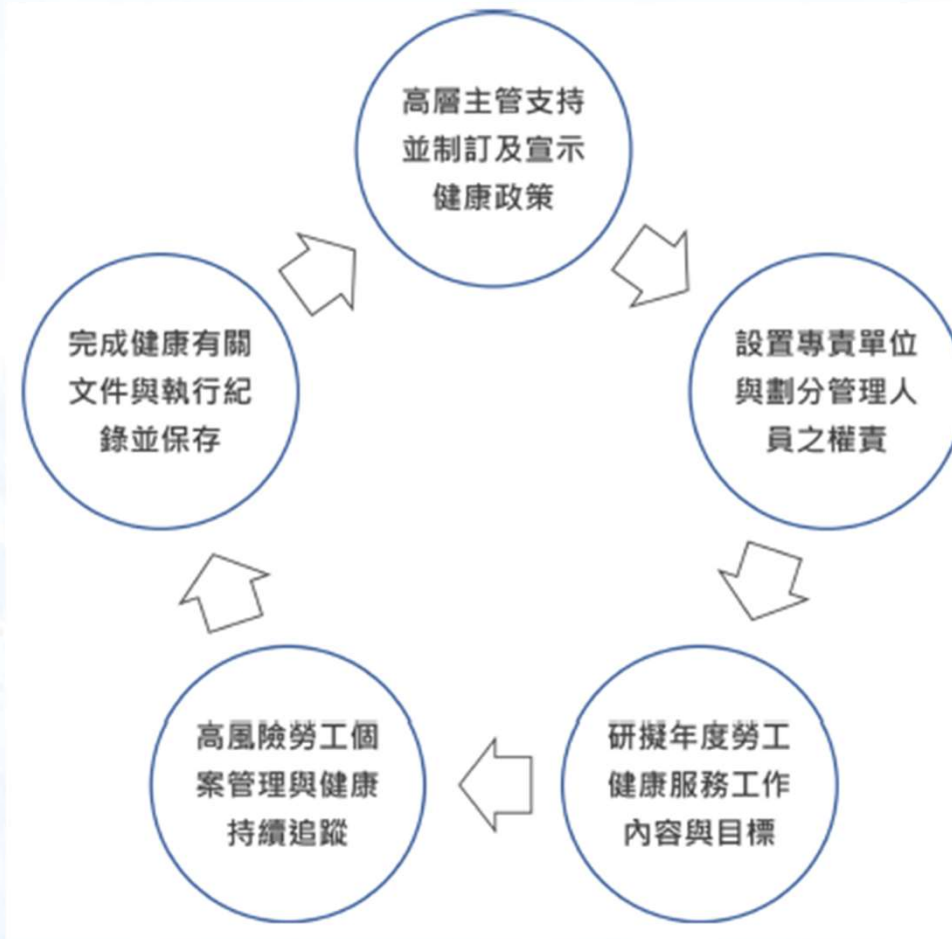 高層主管支持
並制訂及宣示
健康政策
設置專責單位
與劃分管理人
員之權責
研擬年度勞工
健康服務工作
內容與目標
高風險勞工個
案管理與健康
持續追蹤
完成健康有關
文件與執行紀
錄並保存